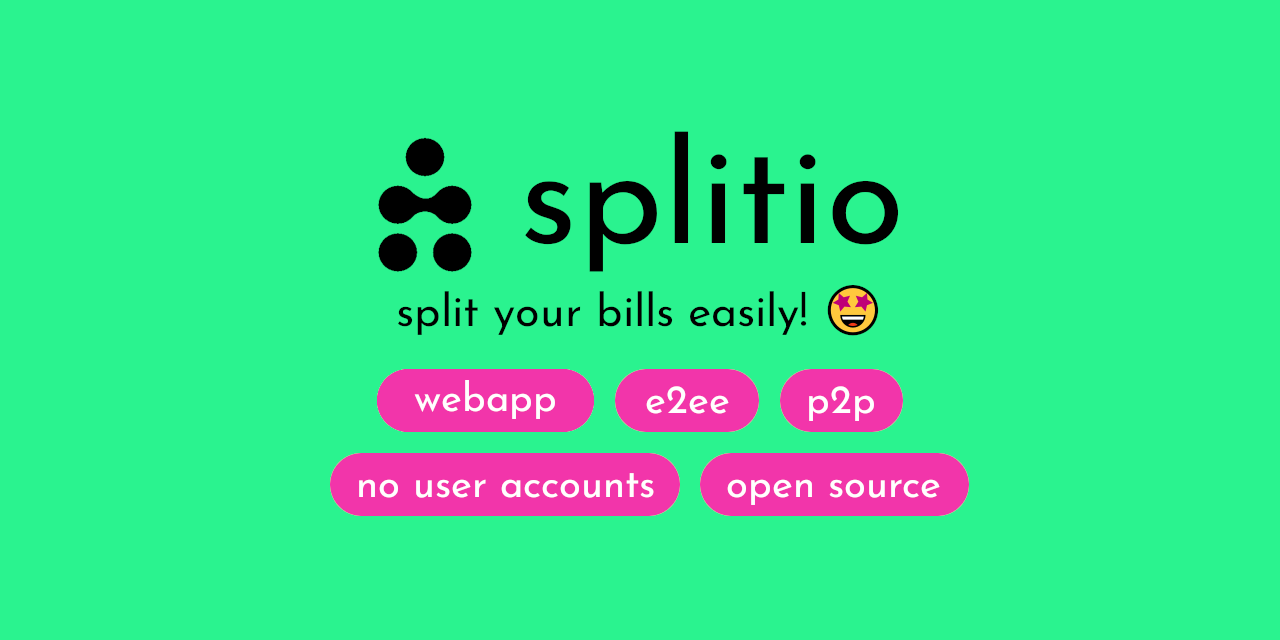 splitio
split your bills easily! 🤩
webapp e2ee p2p
no user accounts open source